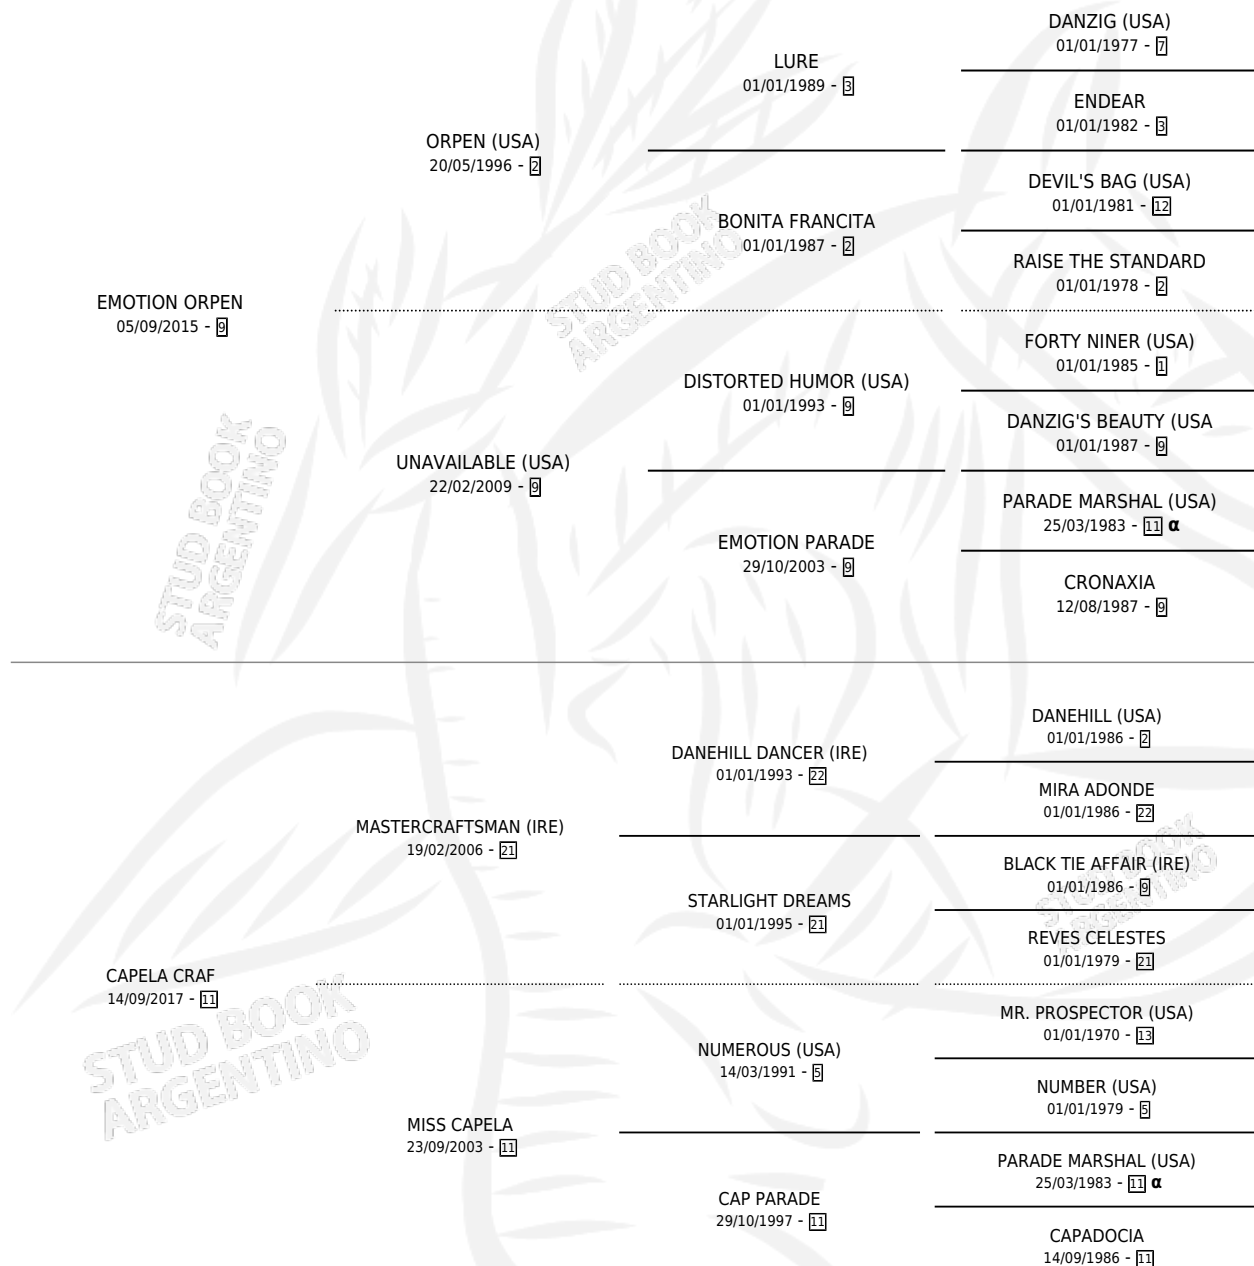 DANZIG (USA)
01/01/1977 - 7
LURE
01/01/1989 - 3
ENDEAR
01/01/1982 - 3
ORPEN (USA)
20/05/1996 - 2
DEVIL'S BAG (USA)
01/01/1981 - 12
BONITA FRANCITA
01/01/1987 - 2
RAISE THE STANDARD
01/01/1978 - 2
EMOTION ORPEN
05/09/2015 - 9
FORTY NINER (USA)
01/01/1985 - 1
DISTORTED HUMOR (USA)
01/01/1993 - 9
DANZIG'S BEAUTY (USA
01/01/1987 - 9
UNAVAILABLE (USA)
22/02/2009 - 9
PARADE MARSHAL (USA)
25/03/1983 - 11 α
EMOTION PARADE
29/10/2003 - 9
CRONAXIA
12/08/1987 - 9
DANEHILL (USA)
01/01/1986 - 2
DANEHILL DANCER (IRE)
01/01/1993 - 22
MIRA ADONDE
01/01/1986 - 22
MASTERCRAFTSMAN (IRE)
19/02/2006 - 21
BLACK TIE AFFAIR (IRE)
01/01/1986 - 9
STARLIGHT DREAMS
01/01/1995 - 21
REVES CELESTES
01/01/1979 - 21
CAPELA CRAF
14/09/2017 - 11
MR. PROSPECTOR (USA)
01/01/1970 - 13
NUMEROUS (USA)
14/03/1991 - 5
NUMBER (USA)
01/01/1979 - 5
MISS CAPELA
23/09/2003 - 11
PARADE MARSHAL (USA)
25/03/1983 - 11 α
CAP PARADE
29/10/1997 - 11
CAPADOCIA
14/09/1986 - 11
STUD BOOK
ARGENTINO
STUD BOOK
ARGENTINO
STUD BOOK
ARGENTINO
STUD BOOK
ARGENTINO